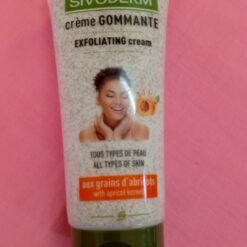 SIVODERM
crème GOMMANTE
EXFOLIATING cream
TOUS TYPES DE PEAU
ALL TYPES OF SKIN
aux grains d'abricots
with apricot kernels